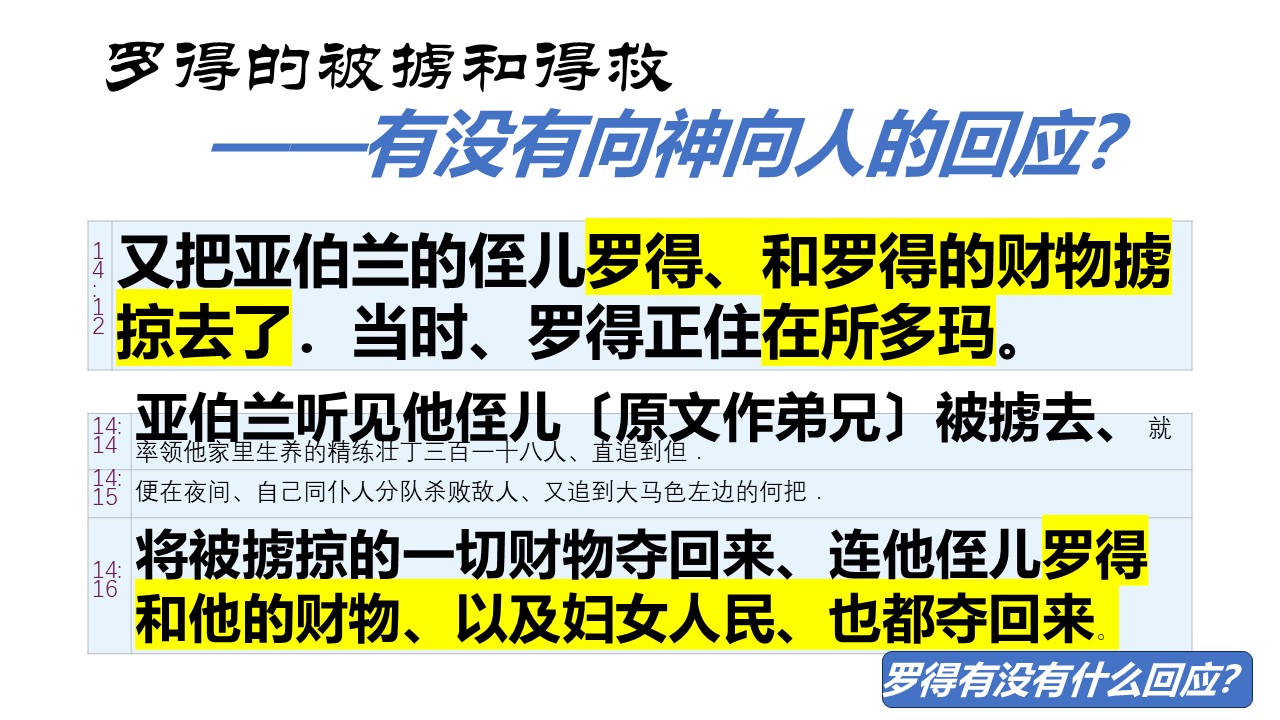 罗得的被掳和得救
——有没有向神向人的回应？
14:12
又把亚伯兰的侄儿罗得、和罗得的财物掳
掠去了．当时、罗得正住在所多玛。
14:14
亚伯兰听见他侄儿〔原文作弟兄〕被掳去、就
率领他家里生养的精练壮丁三百一十八人、直追到但．
14:15
便在夜间、自己同仆人分队杀败敌人、又追到大马色左边的何把．
14:16
将被掳掠的一切财物夺回来、连他侄儿罗得
和他的财物、以及妇女人民、也都夺回来。
罗得有没有什么回应？